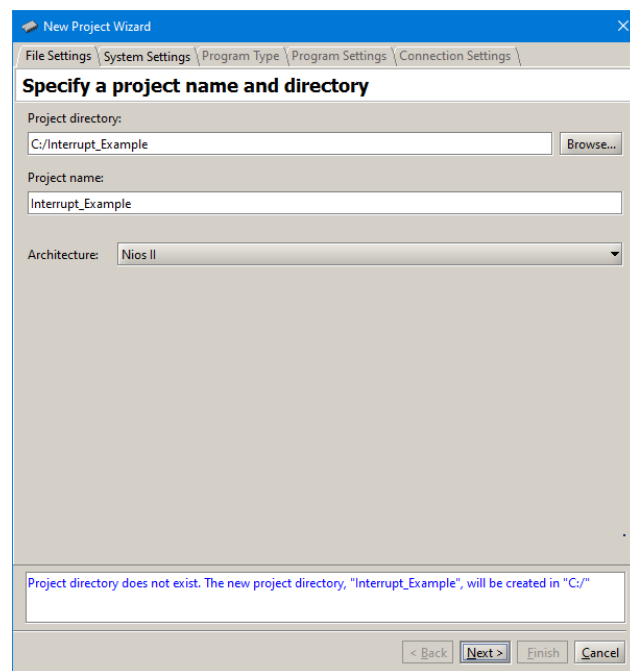 New Project Wizard
File Settings System Settings Program Type Program Settings Connection Settings
Specify a project name and directory
Project directory:
C:/Interrupt_Example Browse...
Project name:
Interrupt_Example
Architecture: Nios II
Project directory does not exist. The new project directory, "Interrupt_Example", will be created in "C:/"
< Back Next > Finish Cancel